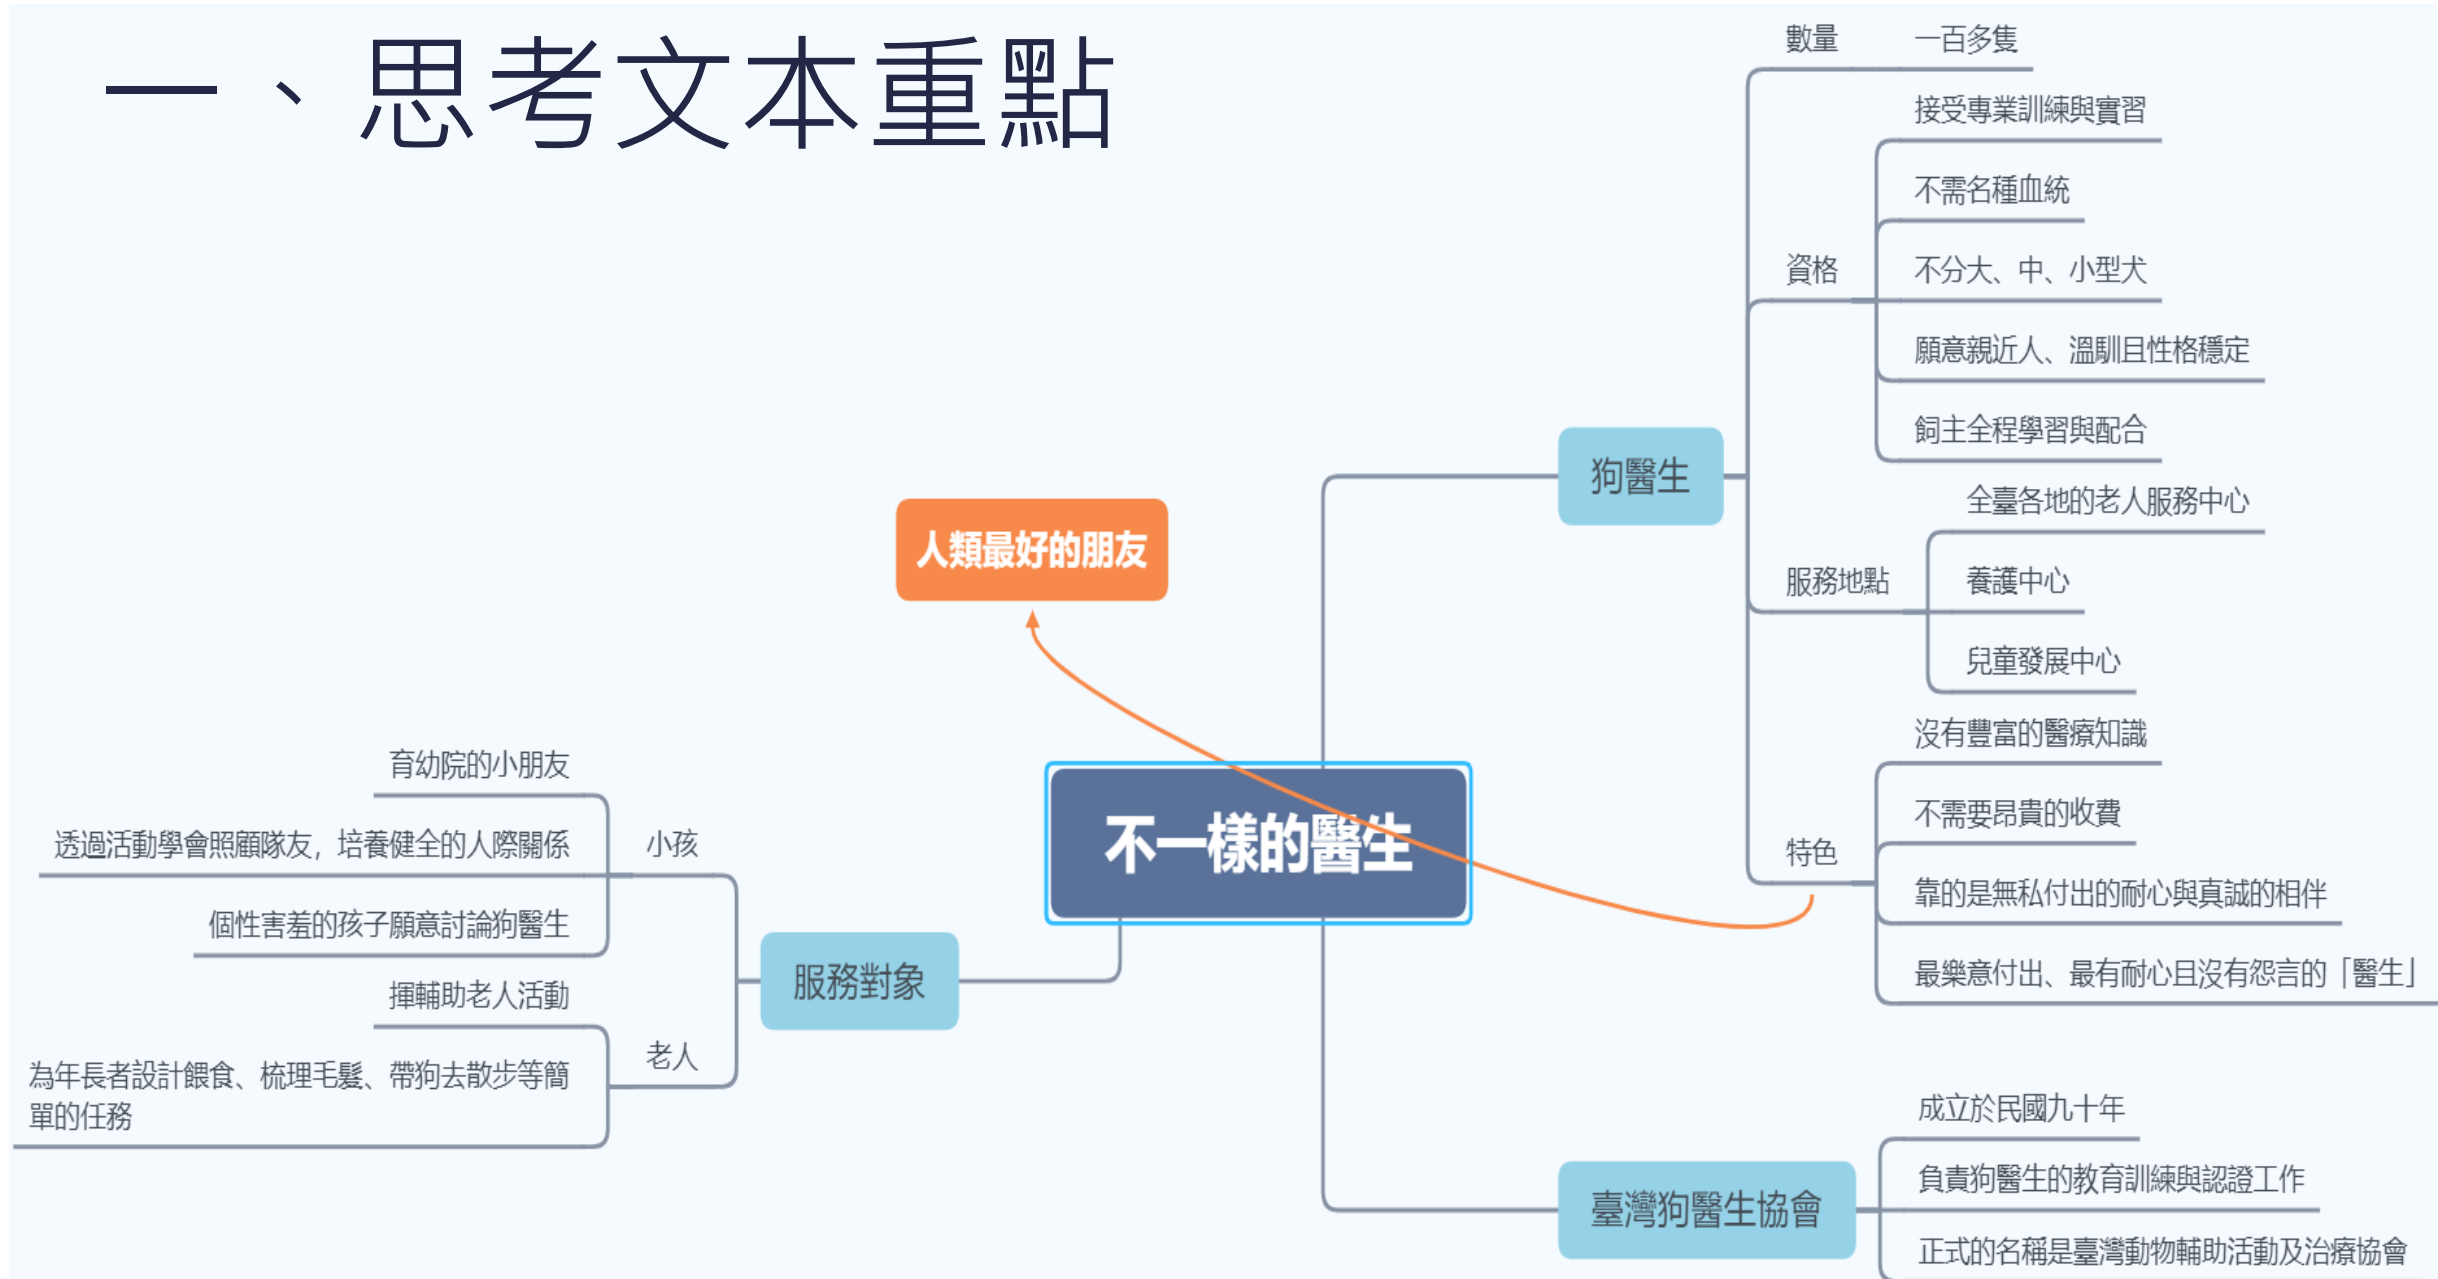 一、思考文本重點
不一樣的醫生
人類最好的朋友
狗醫生
數量
一百多隻
資格
接受專業訓練與實習
不需名種血統
不分大、中、小型犬
願意親近人、溫馴且性格穩定
飼主全程學習與配合
服務地點
全臺各地的老人服務中心
養護中心
兒童發展中心
特色
沒有豐富的醫療知識
不需要昂貴的收費
靠的是無私付出的耐心與真誠的相伴
最樂意付出、最有耐心且沒有怨言的「醫生」
臺灣狗醫生協會
成立於民國九十年
負責狗醫生的教育訓練與認證工作
正式的名稱是臺灣動物輔助活動及治療協會
服務對象
小孩
育幼院的小朋友
透過活動學會照顧隊友，培養健全的人際關係
個性害羞的孩子願意討論狗醫生
老人
揮輔助老人活動
為年長者設計餵食、梳理毛髮、帶狗去散步等簡
單的任務